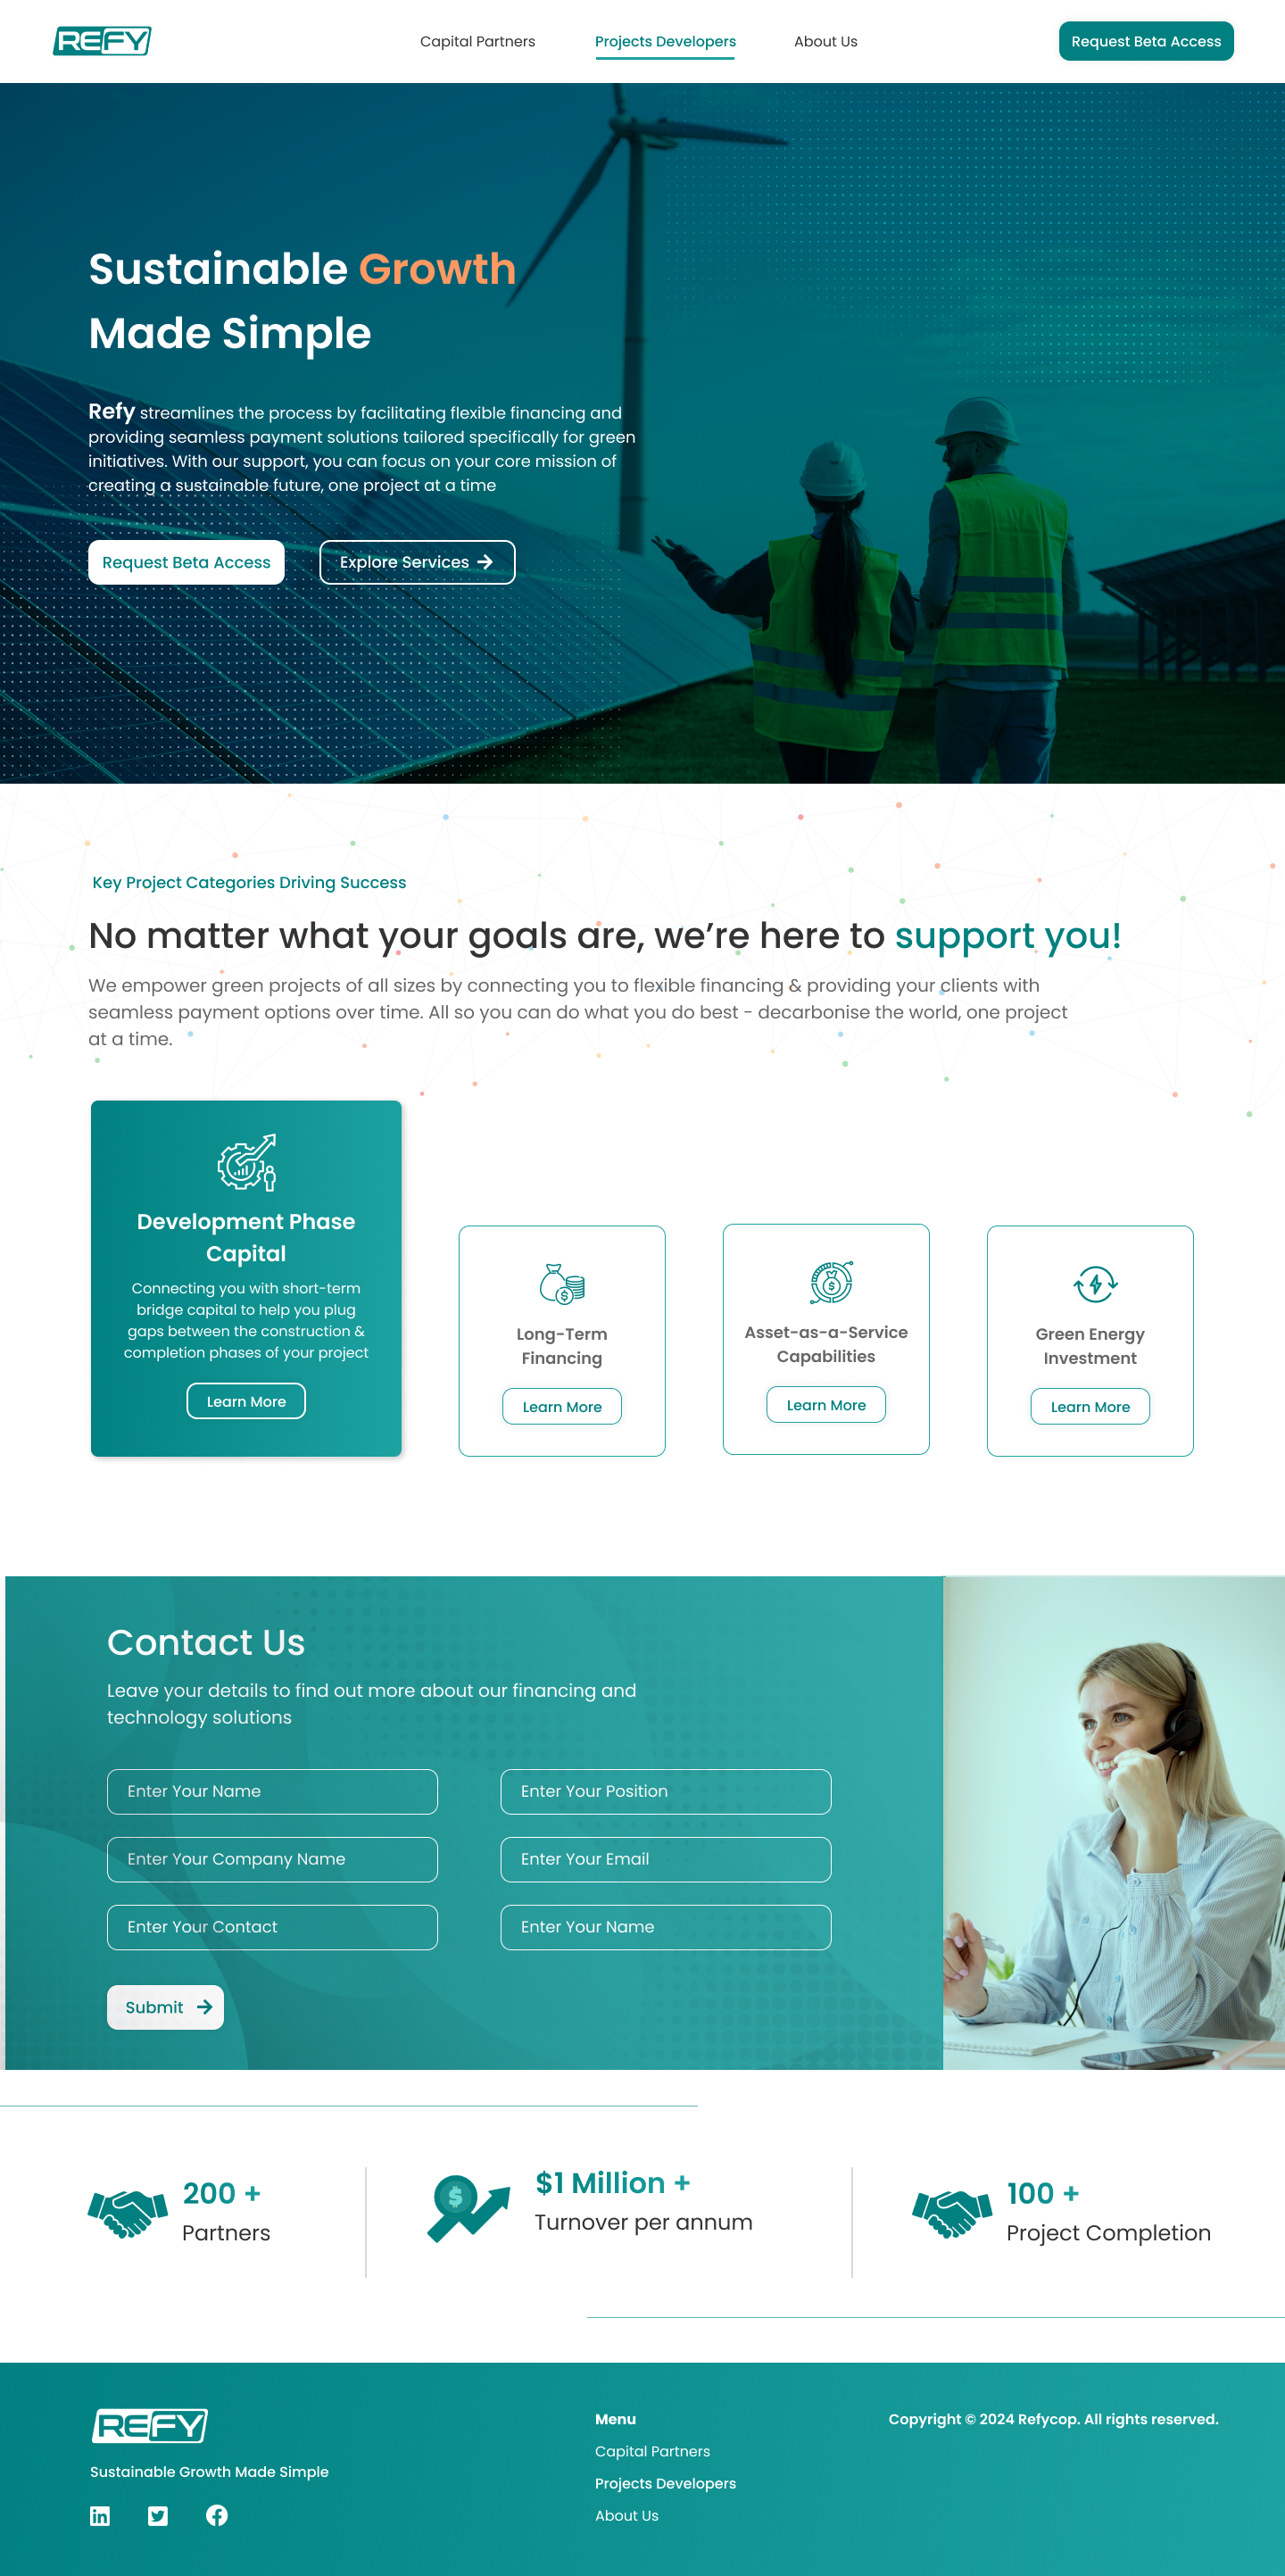 REFY
Capital Partners
Projects Developers
About Us
Request Beta Access
Sustainable Growth
Made Simple
Refy streamlines the process by facilitating flexible financing and
providing seamless payment solutions tailored specifically for green
initiatives. With our support, you can focus on your core mission of
creating a sustainable future, one project at a time
Request Beta Access
Explore Services
Key Project Categories Driving Success
No matter what your goals are, we’re here to support you!
We empower green projects of all sizes by connecting you to flexible financing & providing your clients with
seamless payment options over time. All so you can do what you do best - decarbonise the world, one project
at a time.
Development Phase
Capital
Connecting you with short-term
bridge capital to help you plug
gaps between the construction &
completion phases of your project
Learn More
Long-Term
Financing
Learn More
Asset-as-a-Service
Capabilities
Learn More
Green Energy
Investment
Learn More
Contact Us
Leave your details to find out more about our financing and
technology solutions
Enter Your Name
Enter Your Position
Enter Your Company Name
Enter Your Email
Enter Your Contact
Enter Your Name
Submit
200 +
Partners
$1 Million +
Turnover per annum
100 +
Project Completion
REFY
Sustainable Growth Made Simple
Menu
Capital Partners
Projects Developers
About Us
Copyright © 2024 Refycop. All rights reserved.